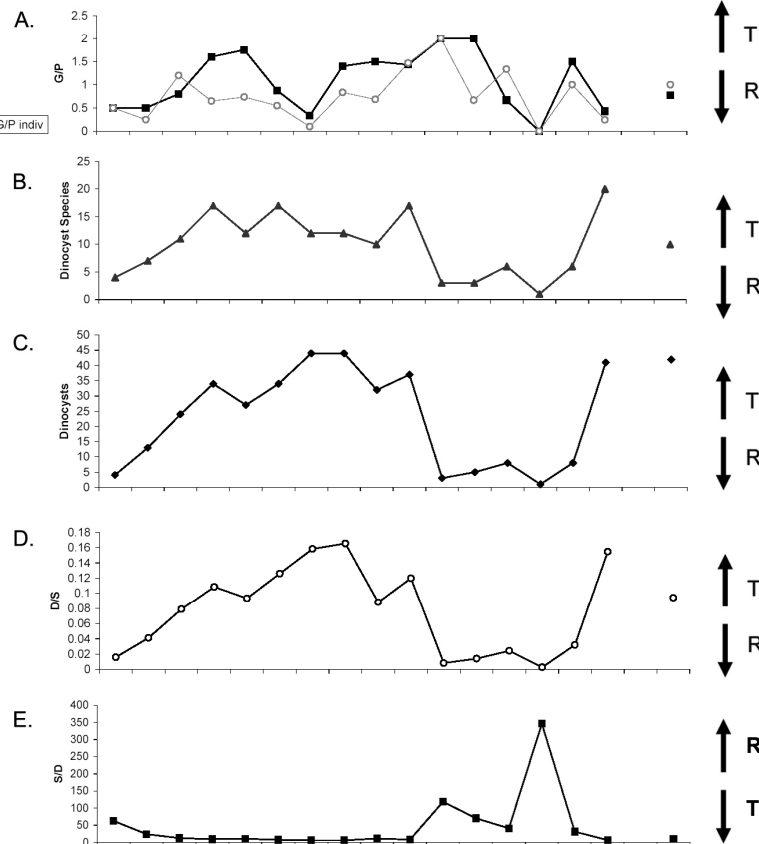 A.
G/P
2.5
2
1.5
1
0.5
0
G/P indiv
T
R
B.
Dinocyst Species
25
20
15
10
5
0
T
R
C.
Dinocysts
50
45
40
35
30
25
20
15
10
5
0
T
R
D.
D/S
0.18
0.16
0.14
0.12
0.1
0.08
0.06
0.04
0.02
0
T
R
E.
S/D
400
350
300
250
200
150
100
50
0
R
T